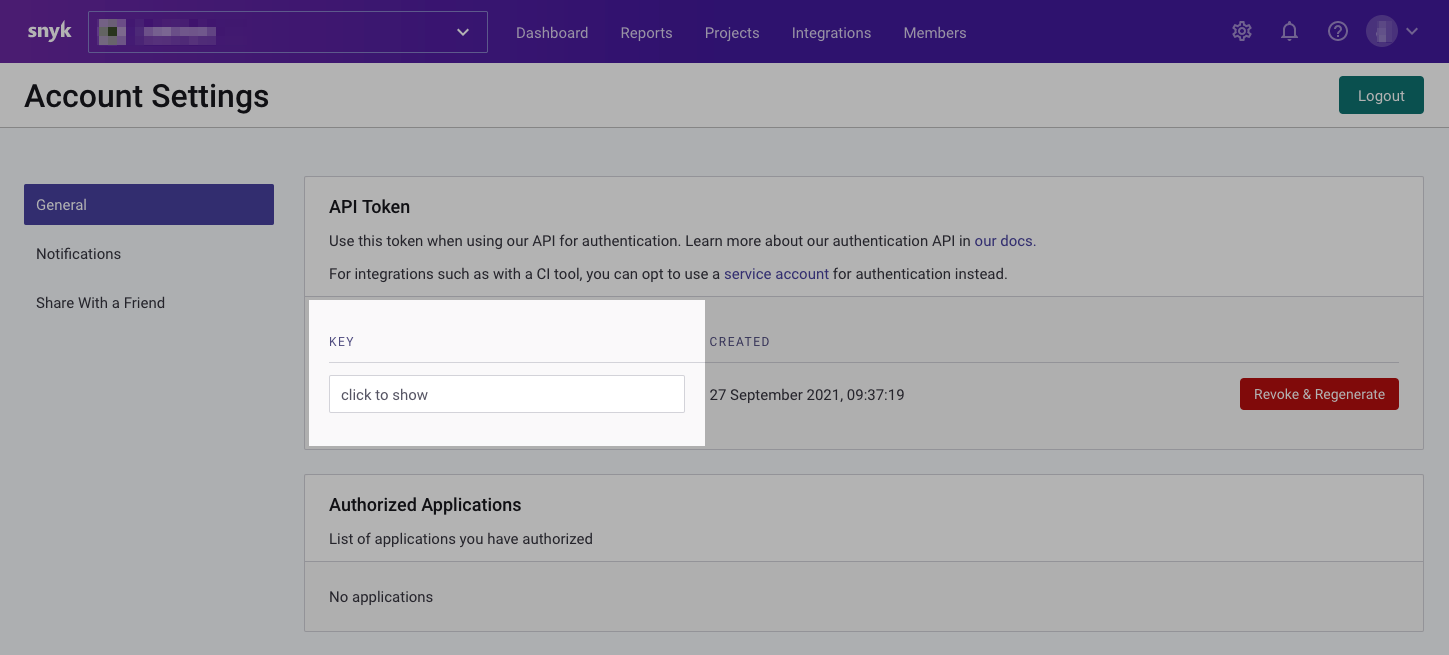 snyk
Dashboard
Reports
Projects
Integrations
Members
Account Settings
Logout
General
Notifications
Share With a Friend
API Token
Use this token when using our API for authentication. Learn more about our authentication API in our docs.
For integrations such as with a CI tool, you can opt to use a service account for authentication instead.
KEY
CREATED
click to show
27 September 2021, 09:37:19
Revoke & Regenerate
Authorized Applications
List of applications you have authorized
No applications